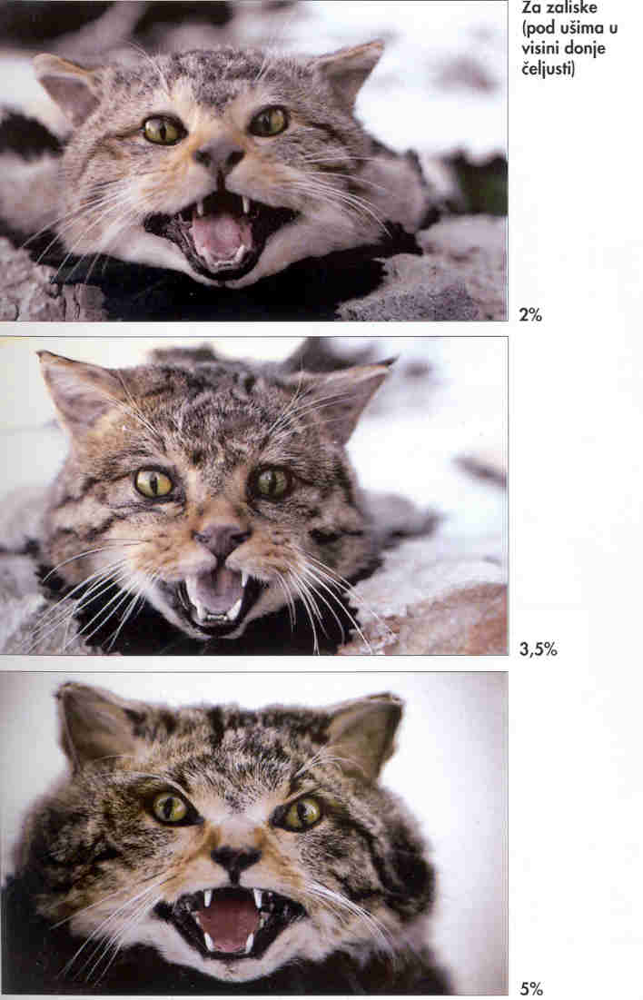 Za zaliske
(pod ušima u
visini donje
čeljusti)
2%
3,5%
5%